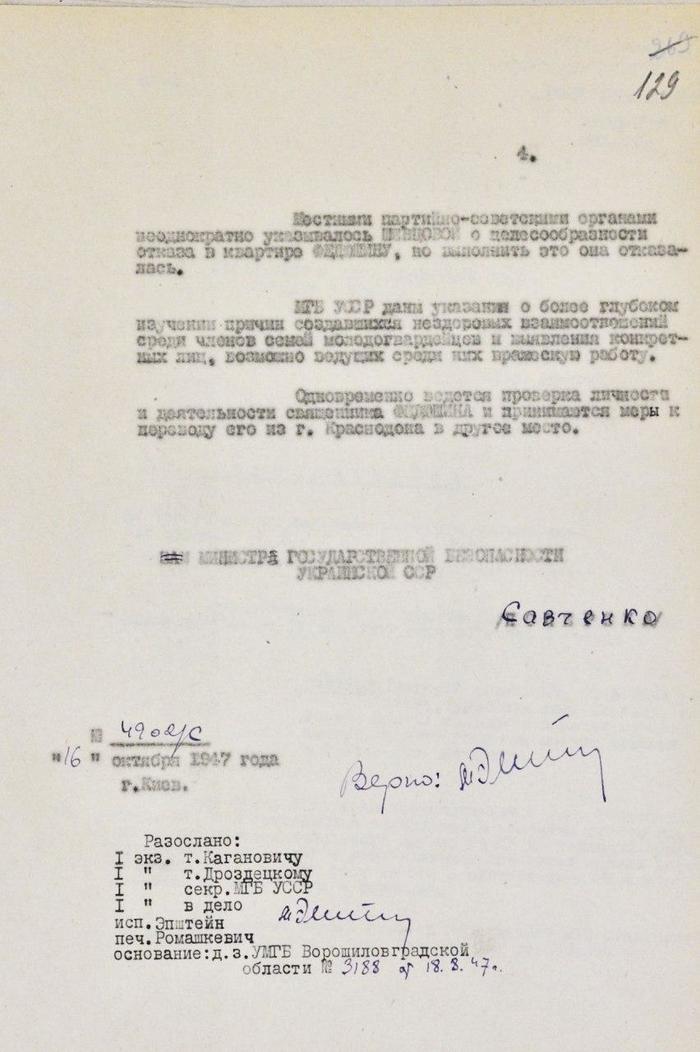 269
129
4.
Местными партийно-советскими органами
неоднократно указывалось ШЕВЦОВОЙ о целесообразности
отказа в квартире ФЕДОШИНУ, но выполнить это она отказа-
лась.
МГБ УССР даны указания о более глубоком
изучении причин создавшихся нездоровых взаимоотношений
среди членов семей молодогвардейцев и выявления конкрет-
ных лиц, возможно ведущих среди них вражескую работу.
Одновременно ведется проверка личности
и деятельности священника ФЕДОШИНА и принимаются меры к
переводу его из г. Краснодона в другое место.
МИНИСТРА ГОСУДАРСТВЕННОЙ БЕЗОПАСНОСТИ
УКРАИНСКОЙ ССР
Савченко
№
"16" октября 1947 года
г.Киев.
Верно:
Разослано:
I экз. т.Кагановичу
I " т.Дроздецкому
I " секр.МГБ УССР
I " в дело
исп.Эпштейн
печ.Ромашкевич
основание:д.з.УМГБ Ворошиловградской
области № 3188 от 18.8.47г.